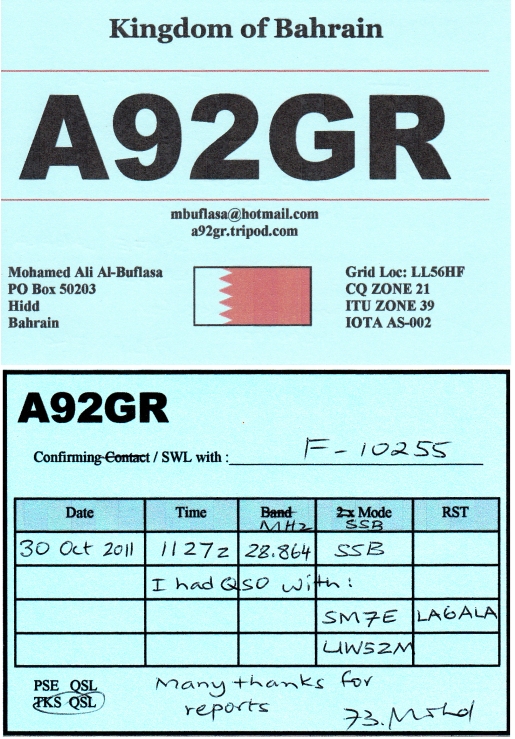 Kingdom of Bahrain
A92GR
mbuflasa@hotmail.com
a92gr.tripod.com
Mohamed Ali Al-Buflasa
PO Box 50203
Hidd
Bahrain
Grid Loc: LL56HF
CQ ZONE 21
ITU ZONE 39
IOTA AS-002
A92GR
Confirming Contact / SWL with : F-10255
Date Time Band 2x Mode RST
MHz SSB
30 Oct 2011 1127z 28.864 SSB
I had QSO with:
SM7E LA6ALA
UW5ZM
PSE QSL
TKS QSL
Many thanks for
reports
73. Mohd